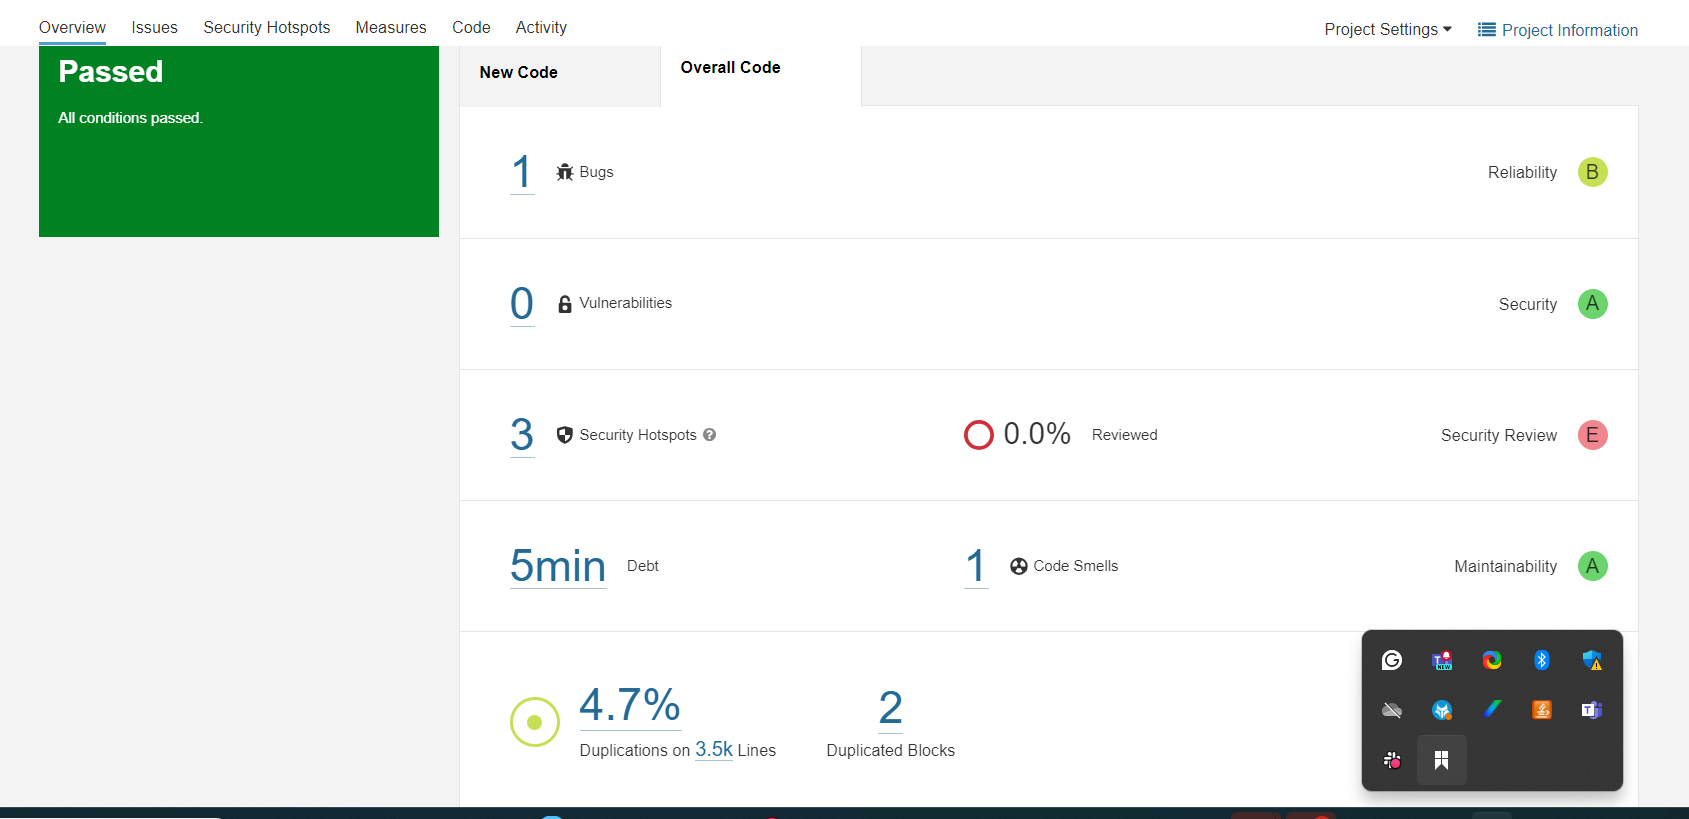 Overview Issues Security Hotspots Measures Code Activity
Project Settings Project Information
Passed
All conditions passed.
New Code
Overall Code
1 Bugs
Reliability B
0 Vulnerabilities
Security A
3 Security Hotspots ?
0.0% Reviewed
Security Review E
5min Debt
1 Code Smells
Maintainability A
4.7%
Duplications on 3.5k Lines
2
Duplicated Blocks
G
T
NEW
T